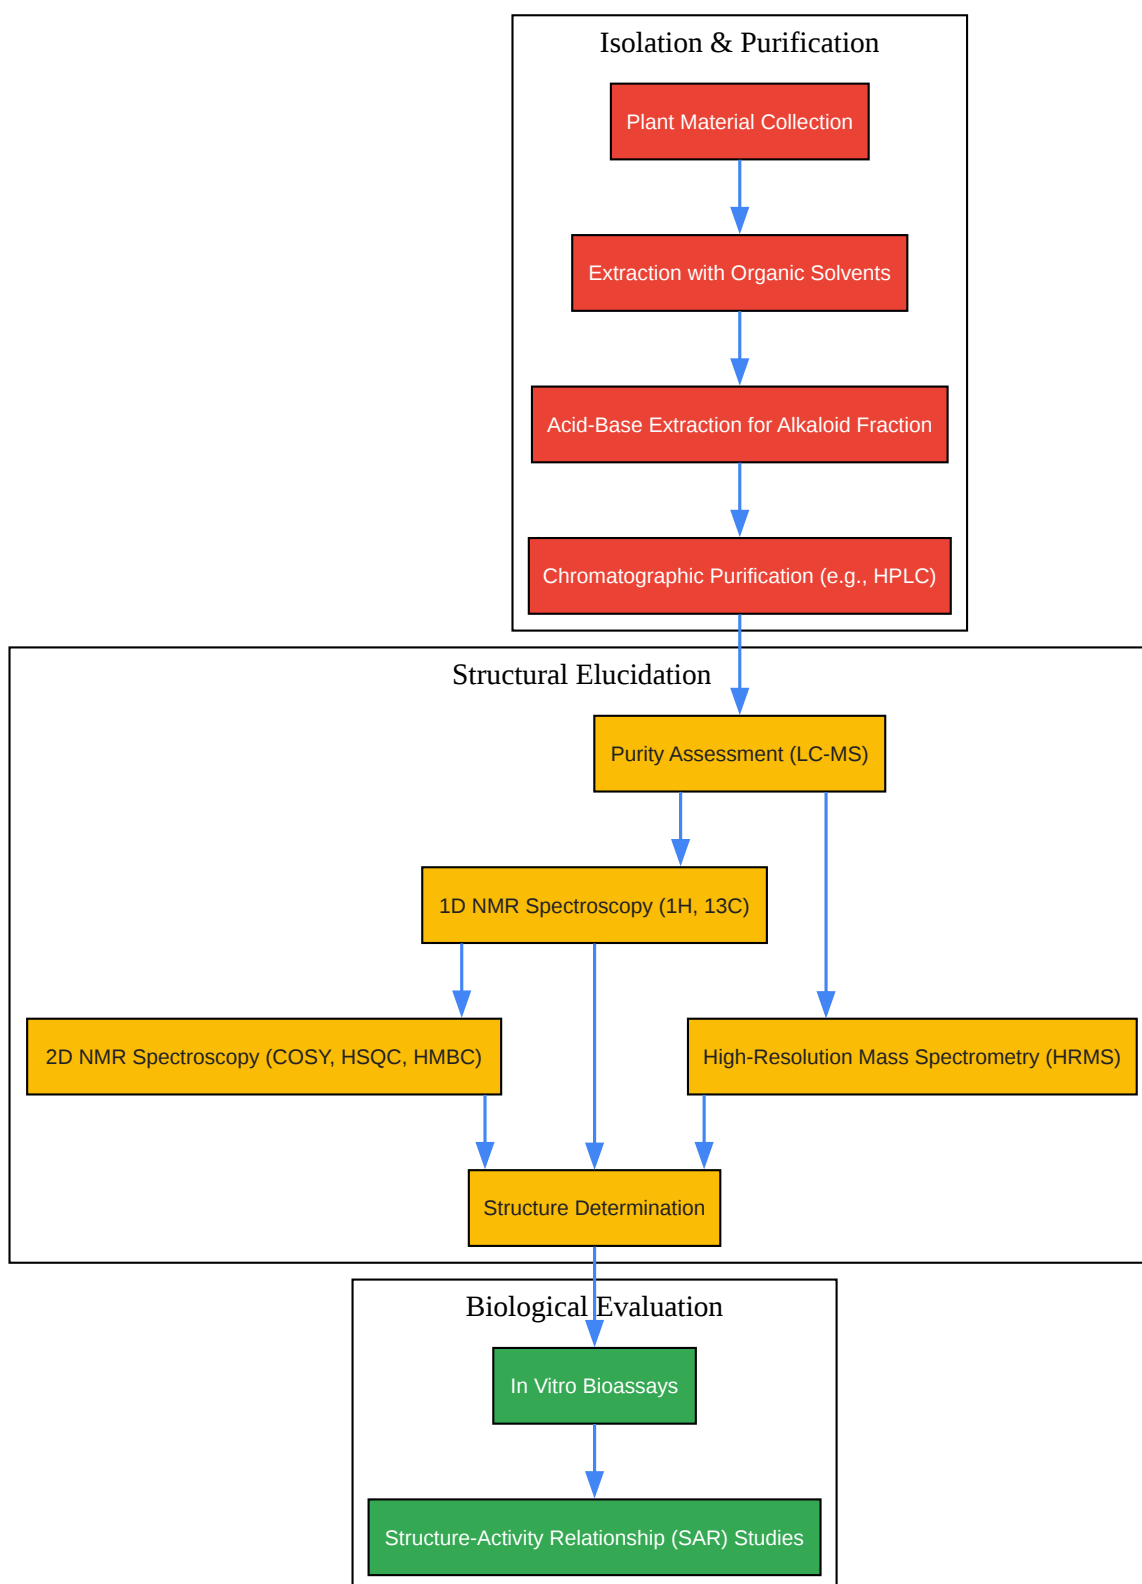 Isolation & Purification
Plant Material Collection
Extraction with Organic Solvents
Acid-Base Extraction for Alkaloid Fraction
Chromatographic Purification (e.g., HPLC)
Structural Elucidation
Purity Assessment (LC-MS)
1D NMR Spectroscopy (1H, 13C)
2D NMR Spectroscopy (COSY, HSQC, HMBC)
High-Resolution Mass Spectrometry (HRMS)
Structure Determination
Biological Evaluation
In Vitro Bioassays
Structure-Activity Relationship (SAR) Studies